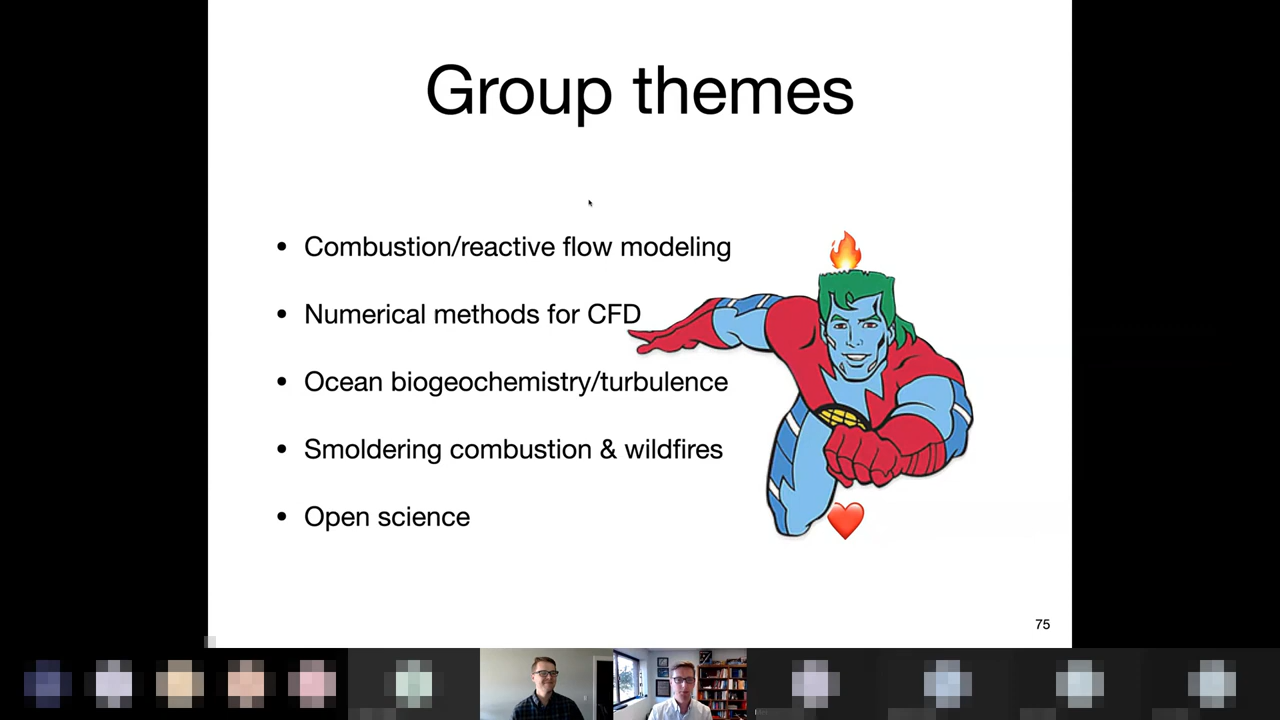 Group themes
• Combustion/reactive flow modeling
• Numerical methods for CFD
• Ocean biogeochemistry/turbulence
• Smoldering combustion & wildfires
• Open science
75